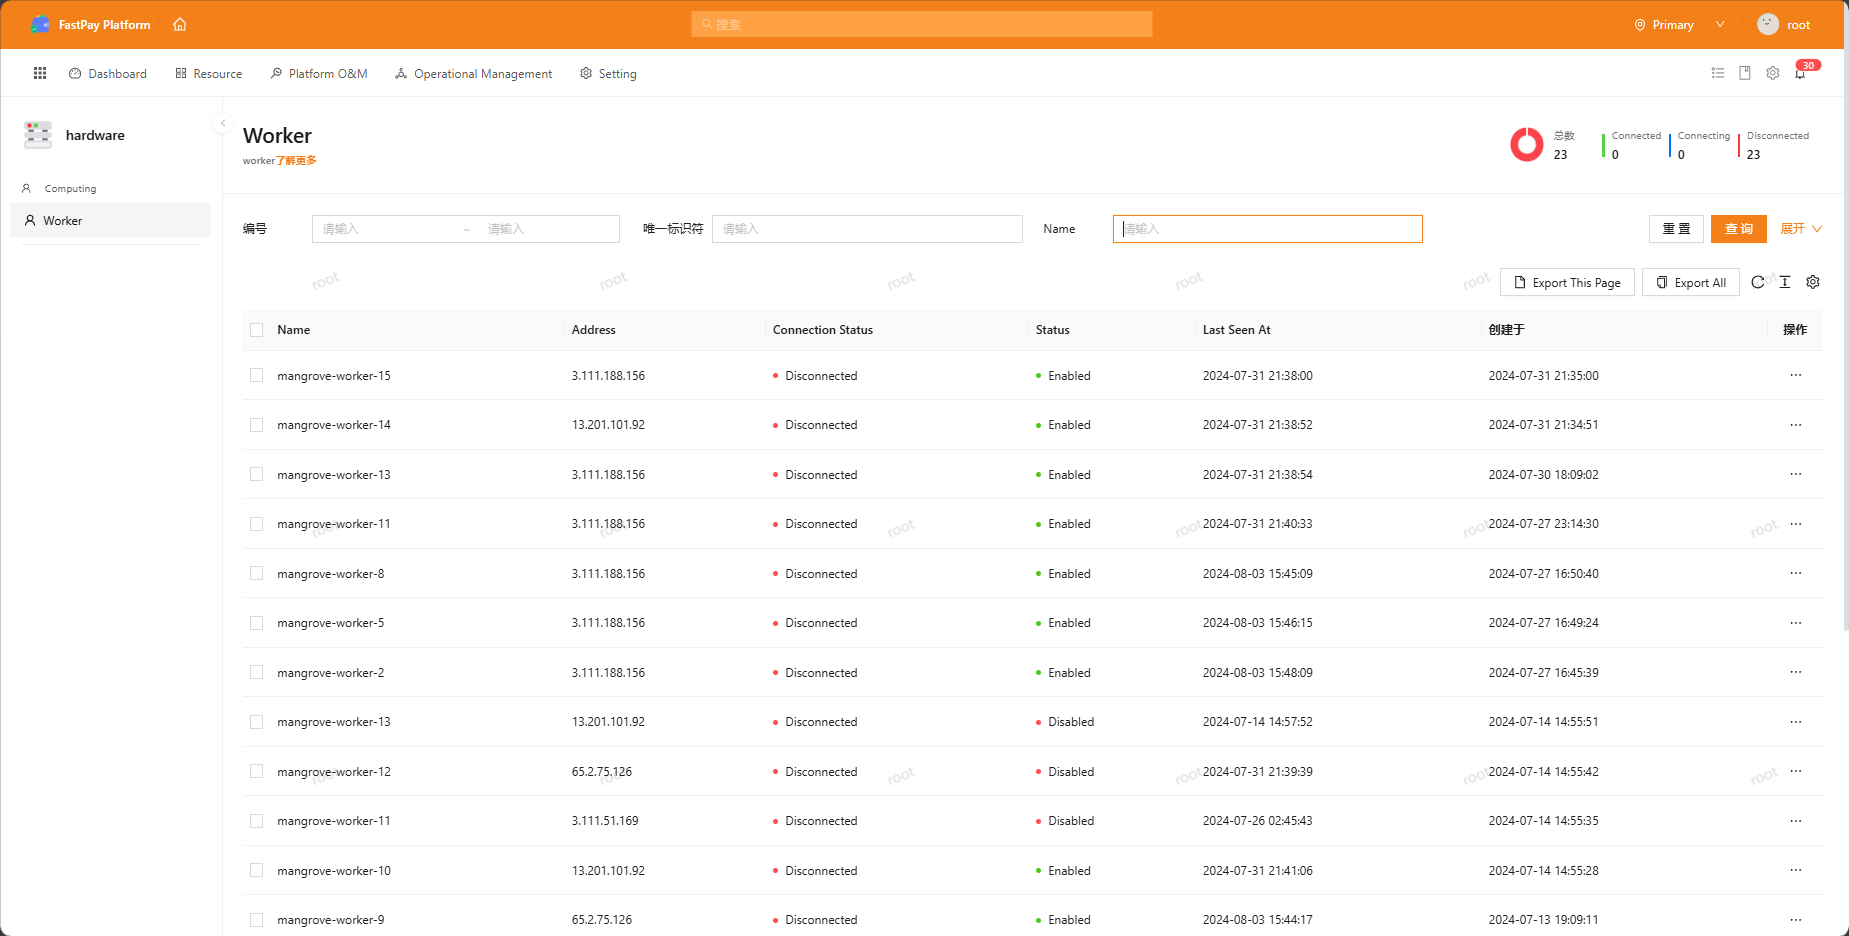 FastPay Platform
搜索
Primary
root
Dashboard
Resource
Platform O&M
Operational Management
Setting
30
hardware
Computing
Worker
Worker
worker了解更多
总数
23
Connected
0
Connecting
0
Disconnected
23
编号
请输入
~
请输入
唯一标识符
请输入
Name
请输入
重 置
查 询
展开
Export This Page
Export All
Name Address Connection Status Status Last Seen At 创建于 操作
mangrove-worker-15 3.111.188.156 Disconnected Enabled 2024-07-31 21:38:00 2024-07-31 21:35:00 ···
mangrove-worker-14 13.201.101.92 Disconnected Enabled 2024-07-31 21:38:52 2024-07-31 21:34:51 ···
mangrove-worker-13 3.111.188.156 Disconnected Enabled 2024-07-31 21:38:54 2024-07-30 18:09:02 ···
mangrove-worker-11 3.111.188.156 Disconnected Enabled 2024-07-31 21:40:33 2024-07-27 23:14:30 ···
mangrove-worker-8 3.111.188.156 Disconnected Enabled 2024-08-03 15:45:09 2024-07-27 16:50:40 ···
mangrove-worker-5 3.111.188.156 Disconnected Enabled 2024-08-03 15:46:15 2024-07-27 16:49:24 ···
mangrove-worker-2 3.111.188.156 Disconnected Enabled 2024-08-03 15:48:09 2024-07-27 16:45:39 ···
mangrove-worker-13 13.201.101.92 Disconnected Disabled 2024-07-14 14:57:52 2024-07-14 14:55:51 ···
mangrove-worker-12 65.2.75.126 Disconnected Disabled 2024-07-31 21:39:39 2024-07-14 14:55:42 ···
mangrove-worker-11 3.111.51.169 Disconnected Disabled 2024-07-26 02:45:43 2024-07-14 14:55:35 ···
mangrove-worker-10 13.201.101.92 Disconnected Enabled 2024-07-31 21:41:06 2024-07-14 14:55:28 ···
mangrove-worker-9 65.2.75.126 Disconnected Enabled 2024-08-03 15:44:17 2024-07-13 19:09:11 ···
root root root root root root
root root root root root root
root root root root root root